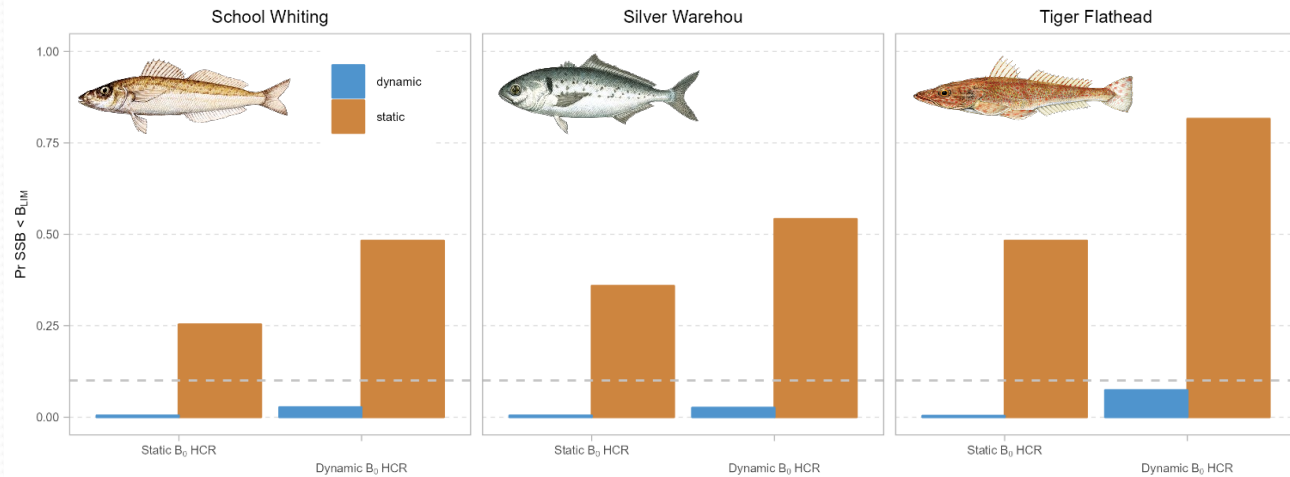 School Whiting
Silver Warehou
Tiger Flathead
Pr SSB < B_LIM
1.00
0.75
0.50
0.25
0.00
dynamic
static
Static B₀ HCR
Dynamic B₀ HCR
Static B₀ HCR
Dynamic B₀ HCR
Static B₀ HCR
Dynamic B₀ HCR